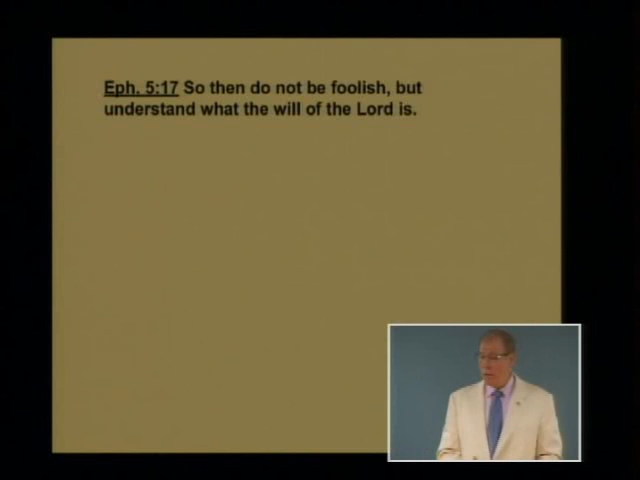 Eph. 5:17 So then do not be foolish, but
understand what the will of the Lord is.